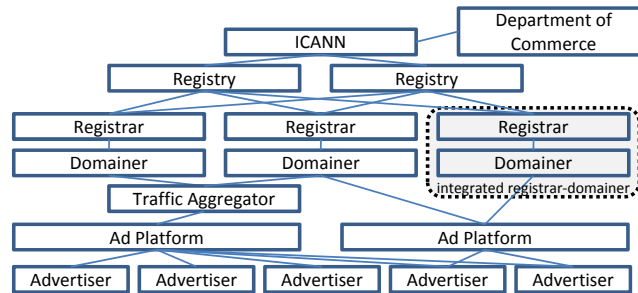 Department of
Commerce
ICANN
Registry
Registry
Registrar
Registrar
Registrar
Domainer
Domainer
Domainer
integrated registrar-domainer
Traffic Aggregator
Ad Platform
Ad Platform
Advertiser
Advertiser
Advertiser
Advertiser
Advertiser